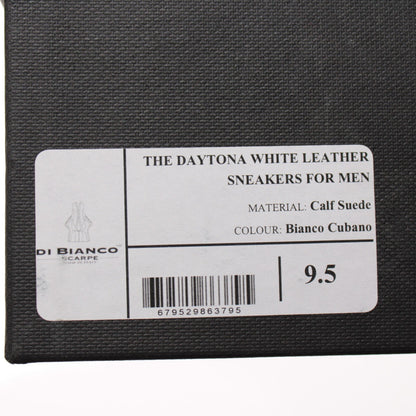 THE DAYTONA WHITE LEATHER
SNEAKERS FOR MEN
MATERIAL: Calf Suede
COLOUR: Bianco Cubano
DI BIANCO
SCARPE
679529863795
9.5